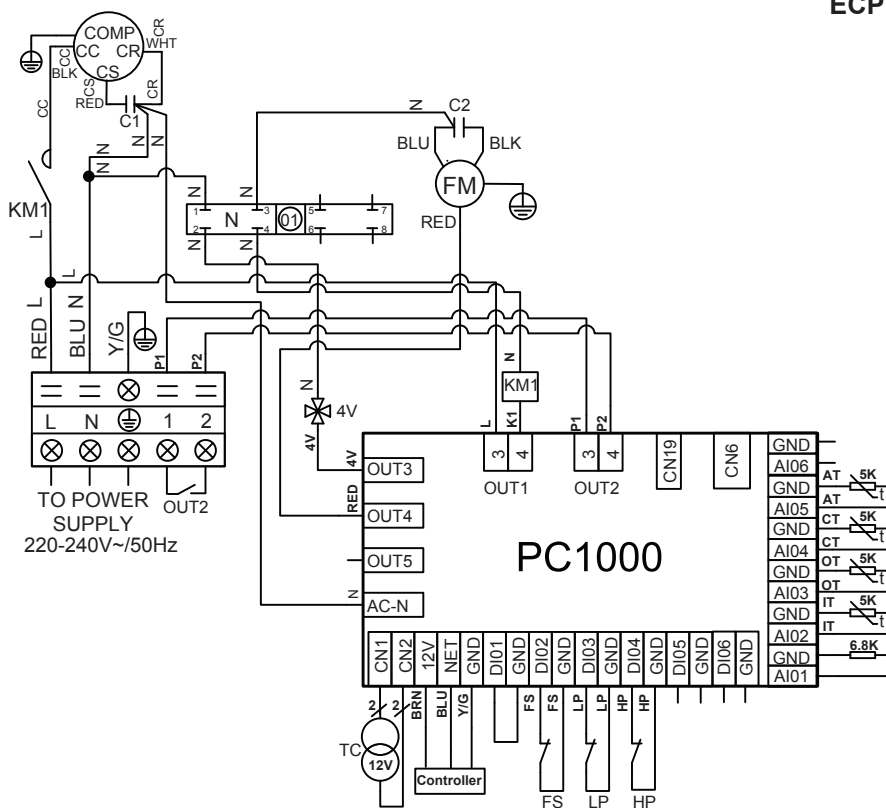 ECP
COMP
CC CR
CS
CR
WHT
CC
BLK
CS
RED
CR
C1
CC
N
N
N
N
N
KM1
L
L
L
N
C2
BLU
BLK
FM
RED
N
N
1
3
5
7
N
01
2
4
6
8
N
N
RED L
BLU N
Y/G
P1
P2
L N 1 2
TO POWER
SUPPLY
220-240V~/50Hz
OUT2
N
4V
4V
N
KM1
L
K1
P1
P2
3 4
OUT1
3 4
OUT2
CN19
CN6
4V
OUT3
RED
OUT4
OUT5
N
AC-N
PC1000
GND
AI06
GND
AI05
GND
AI04
GND
AI03
GND
AI02
GND
AI01
AT 5K
t
AT
CT 5K
t
CT
OT 5K
t
OT
IT 5K
t
IT
6.8K
CN1 CN2 12V NET GND DI01 GND DI02 GND DI03 GND DI04 GND DI05 GND DI06 GND
2
2
BRN
BLU
Y/G
FS
FS
LP
LP
HP
HP
TC
12V
Controller
FS
LP
HP